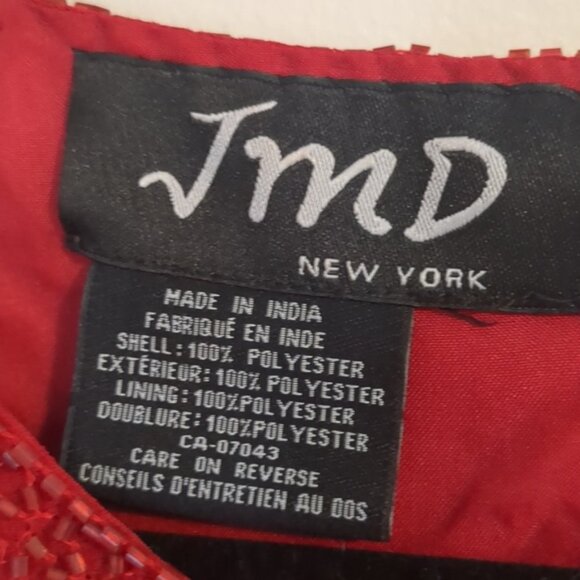 JMD
NEW YORK
MADE IN INDIA
FABRIQUÉ EN INDE
SHELL: 100% POLYESTER
EXTÉRIEUR: 100% POLYESTER
LINING: 100% POLYESTER
DOUBLURE: 100% POLYESTER
CA-07043
CARE ON REVERSE
CONSEILS D'ENTRETIEN AU DOS